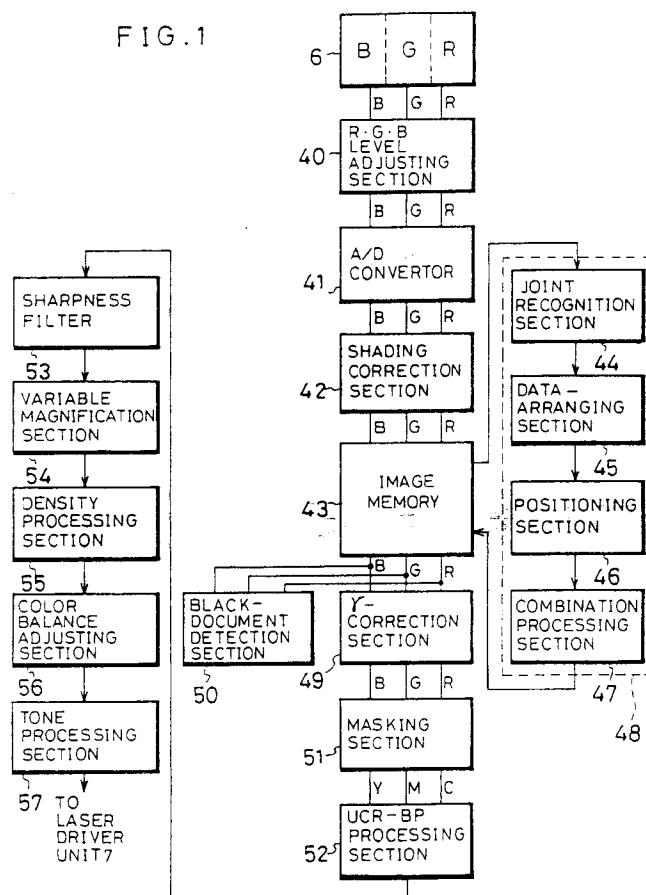 FIG.1
6
B G R
B G R
40
R·G·B
LEVEL
ADJUSTING
SECTION
B G R
41
A/D
CONVERTOR
B G R
42
SHADING
CORRECTION
SECTION
B G R
43
IMAGE
MEMORY
B G R
BLACK-
DOCUMENT
DETECTION
SECTION
50
γ-
CORRECTION
SECTION
49
B G R
51
MASKING
SECTION
Y M C
52
UCR-BP
PROCESSING
SECTION
JOINT
RECOGNITION
SECTION
44
DATA-
ARRANGING
SECTION
45
POSITIONING
SECTION
46
COMBINATION
PROCESSING
SECTION
47
48
SHARPNESS
FILTER
53
VARIABLE
MAGNIFICATION
SECTION
54
DENSITY
PROCESSING
SECTION
55
COLOR
BALANCE
ADJUSTING
SECTION
56
TONE
PROCESSING
SECTION
57
TO
LASER
DRIVER
UNIT7